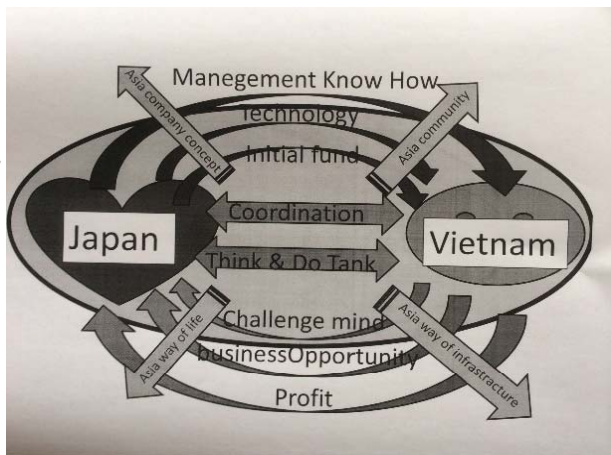 Manegement Know How
Technology
Initial fund
Asia company concept
Asia community
Coordination
Japan
Vietnam
Think & Do Tank
Challenge mind
businessOpportunity
Profit
Asia way of life
Asia way of infrastracture